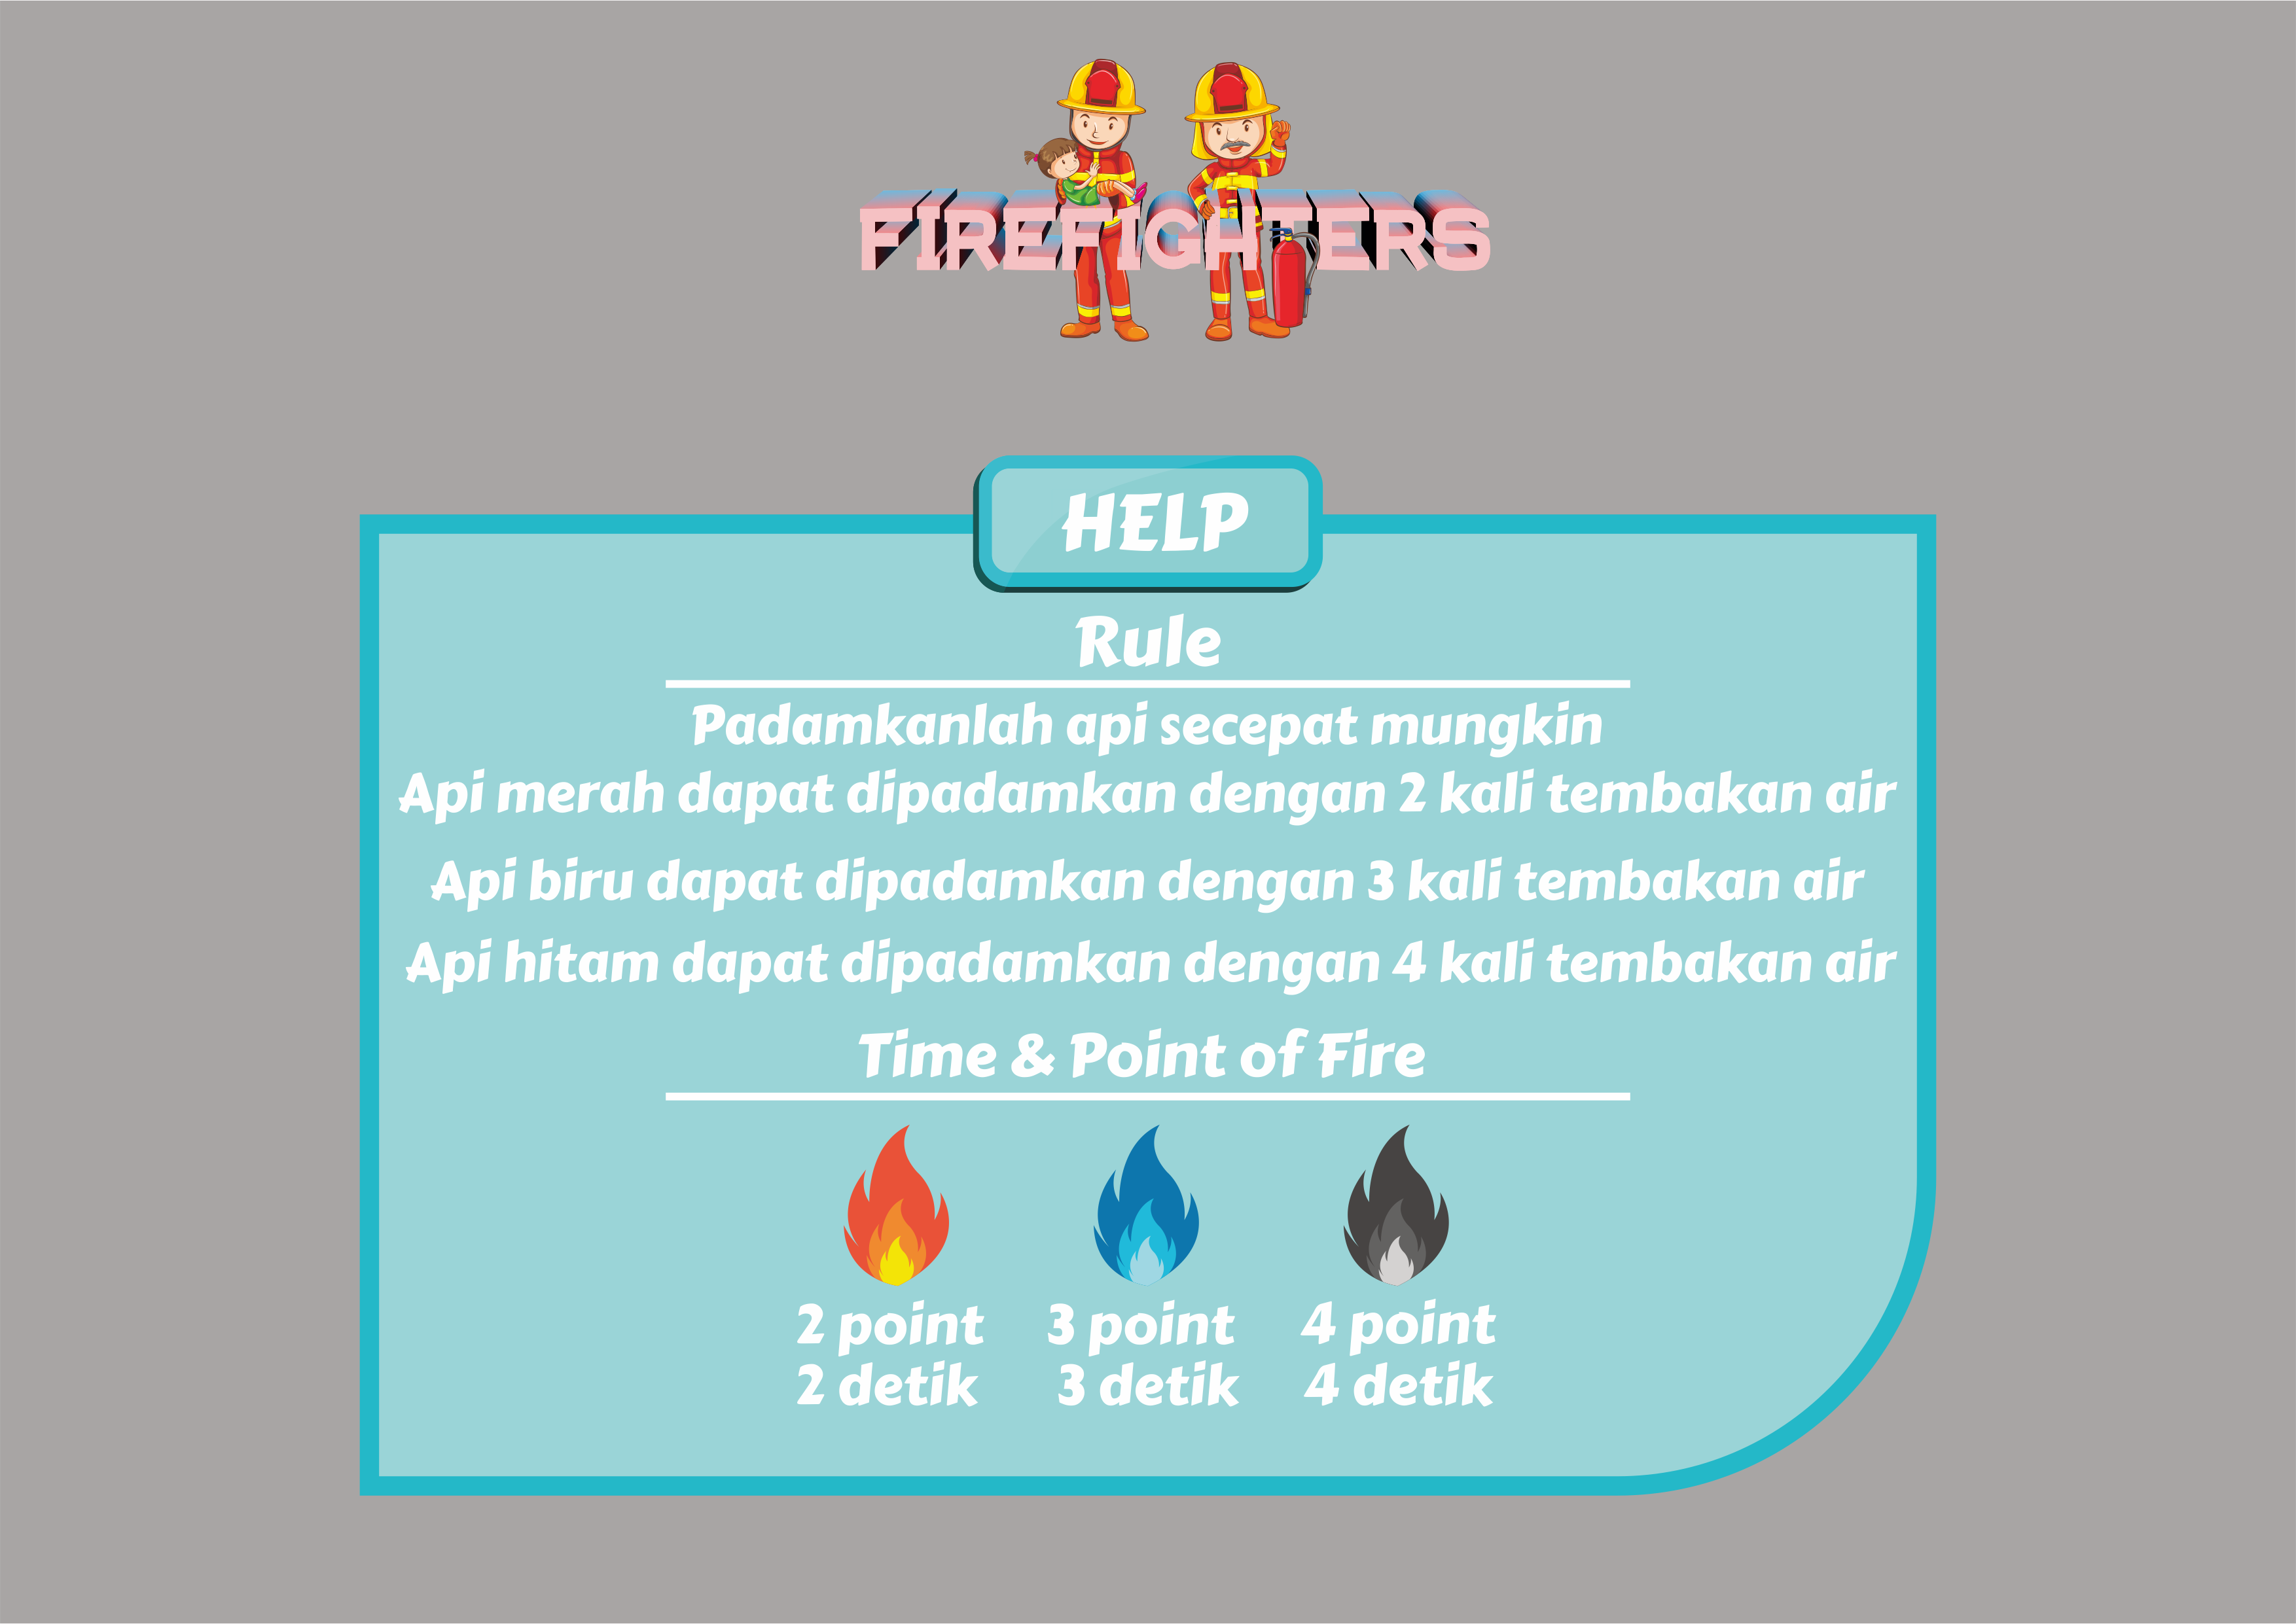 FIREFIGHTERS
HELP
Rule
Padamkanlah api secepat mungkin
Api merah dapat dipadamkan dengan 2 kali tembakan air
Api biru dapat dipadamkan dengan 3 kali tembakan air
Api hitam dapat dipadamkan dengan 4 kali tembakan air
Time & Point of Fire
2 point 3 point 4 point
2 detik 3 detik 4 detik